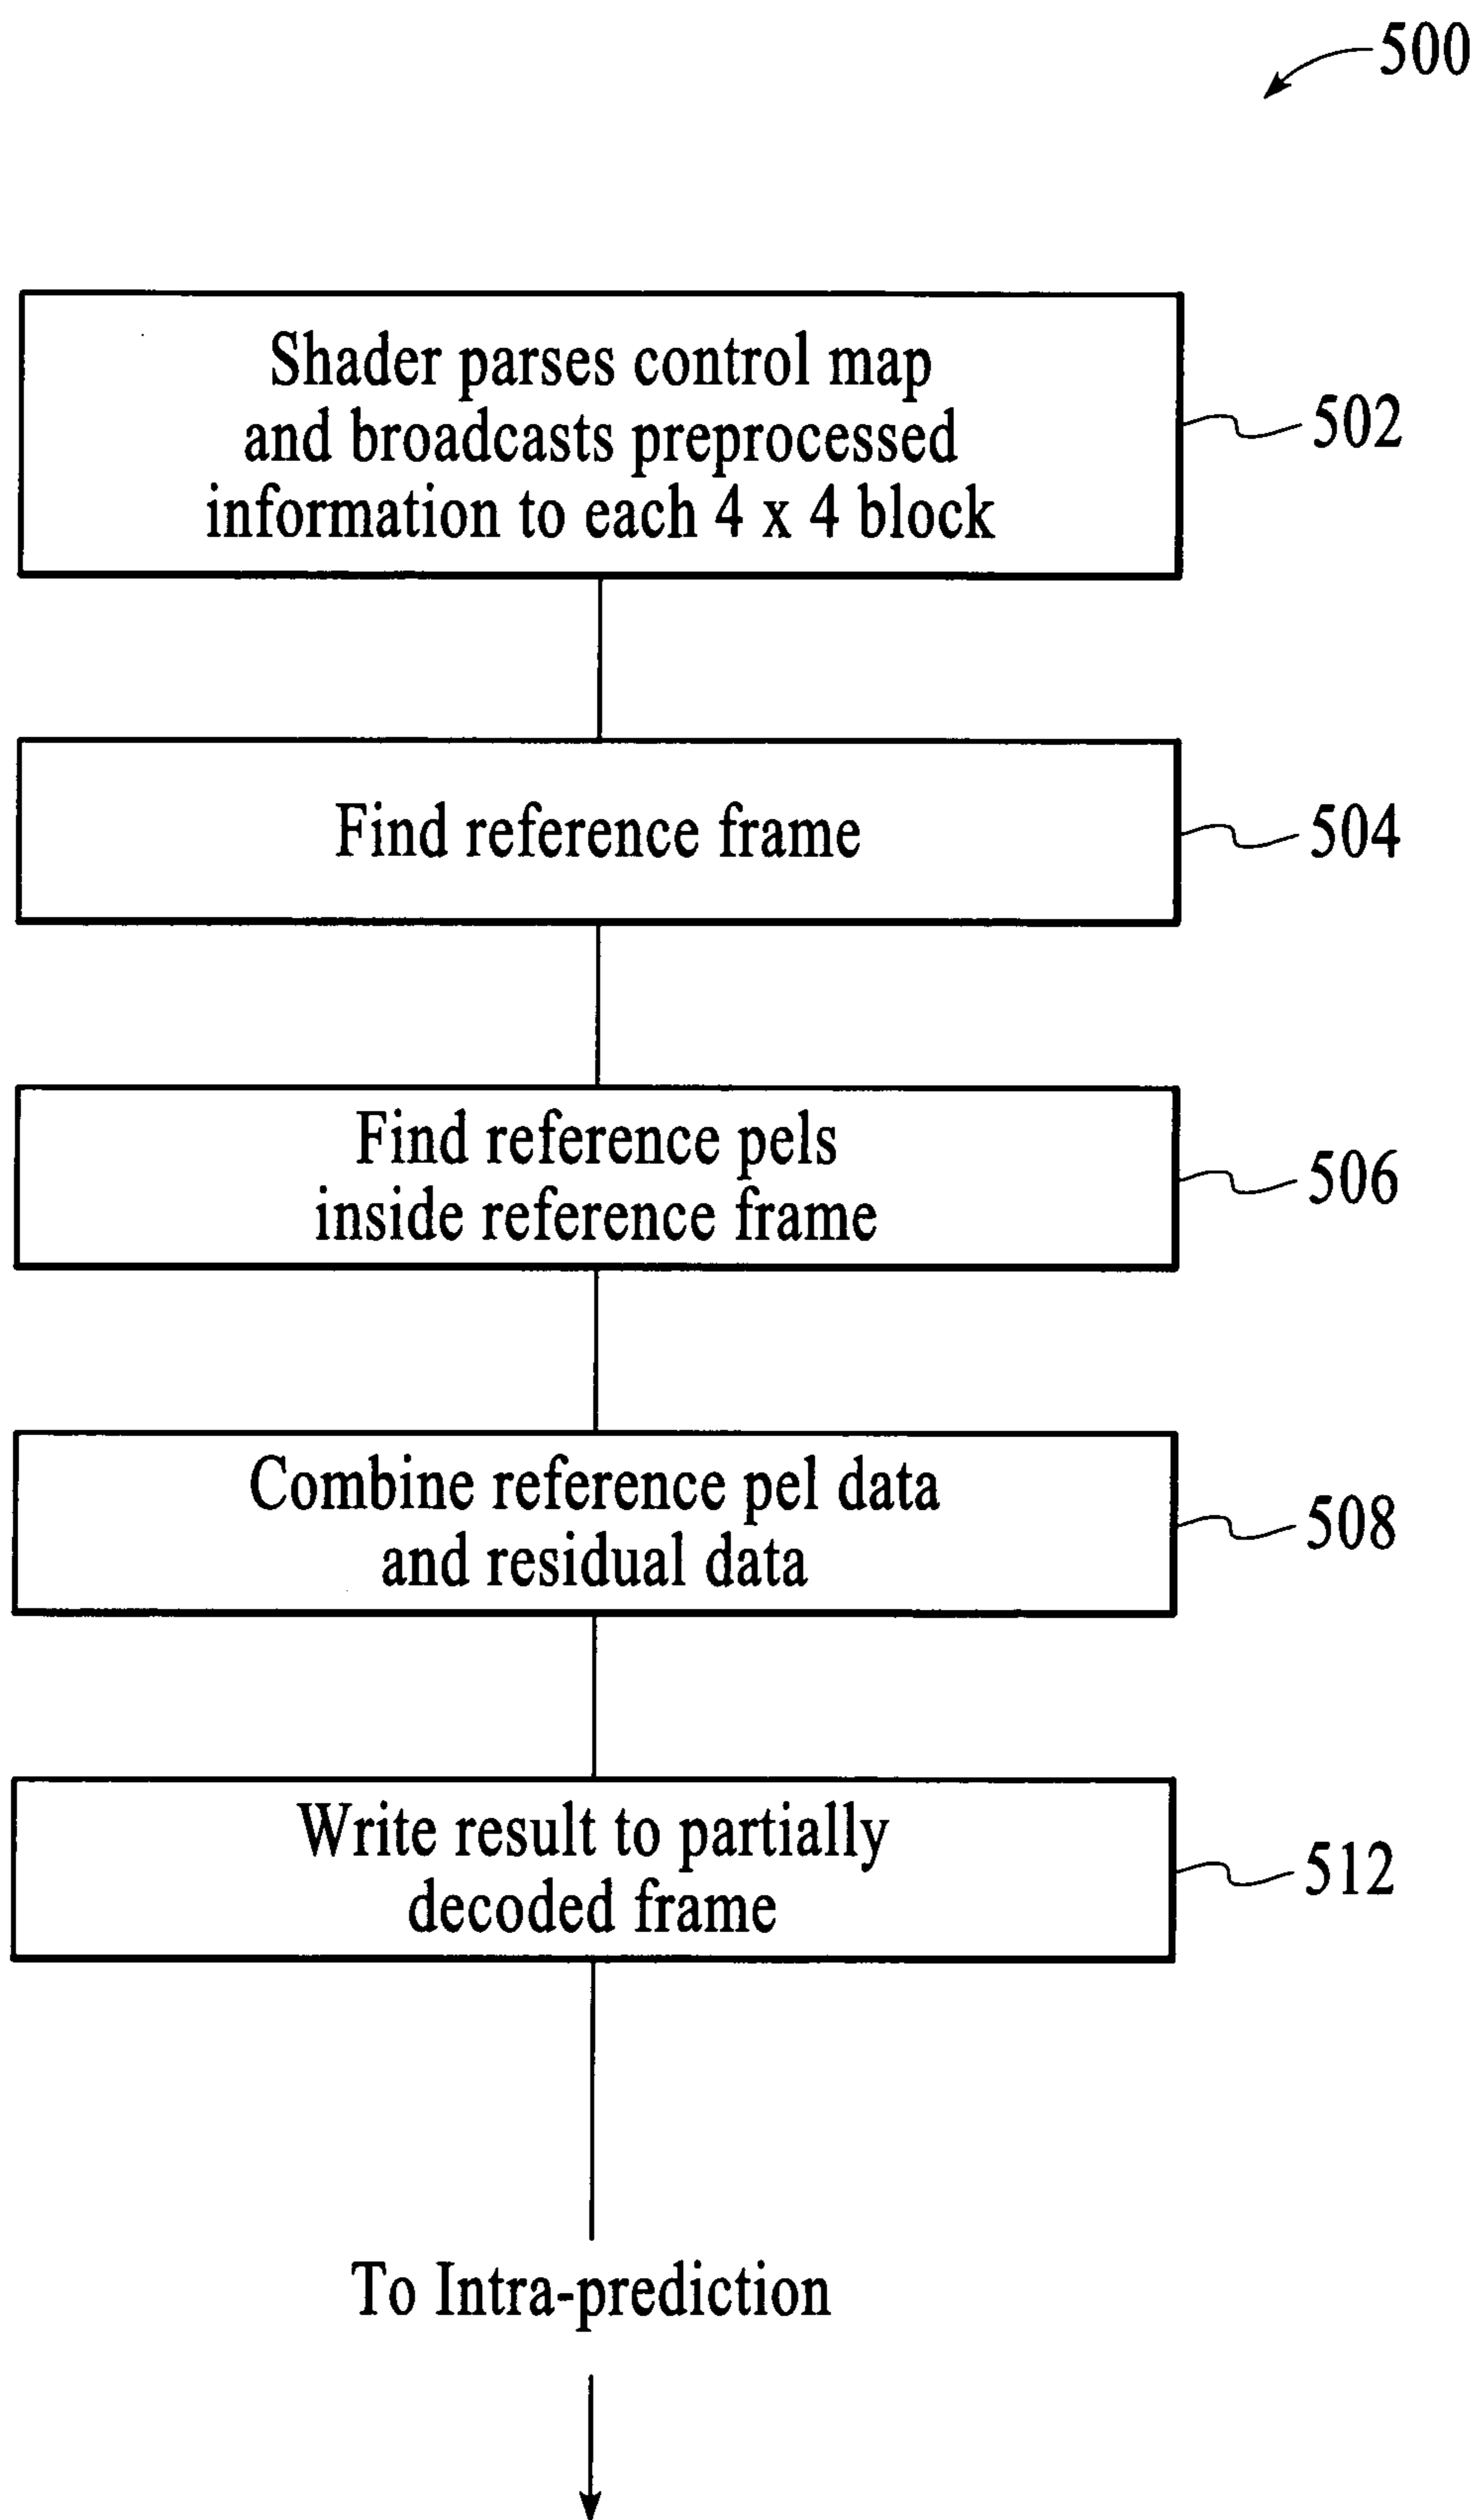 500
Shader parses control map
and broadcasts preprocessed
information to each 4 x 4 block
502
Find reference frame
504
Find reference pels
inside reference frame
506
Combine reference pel data
and residual data
508
Write result to partially
decoded frame
512
To Intra-prediction